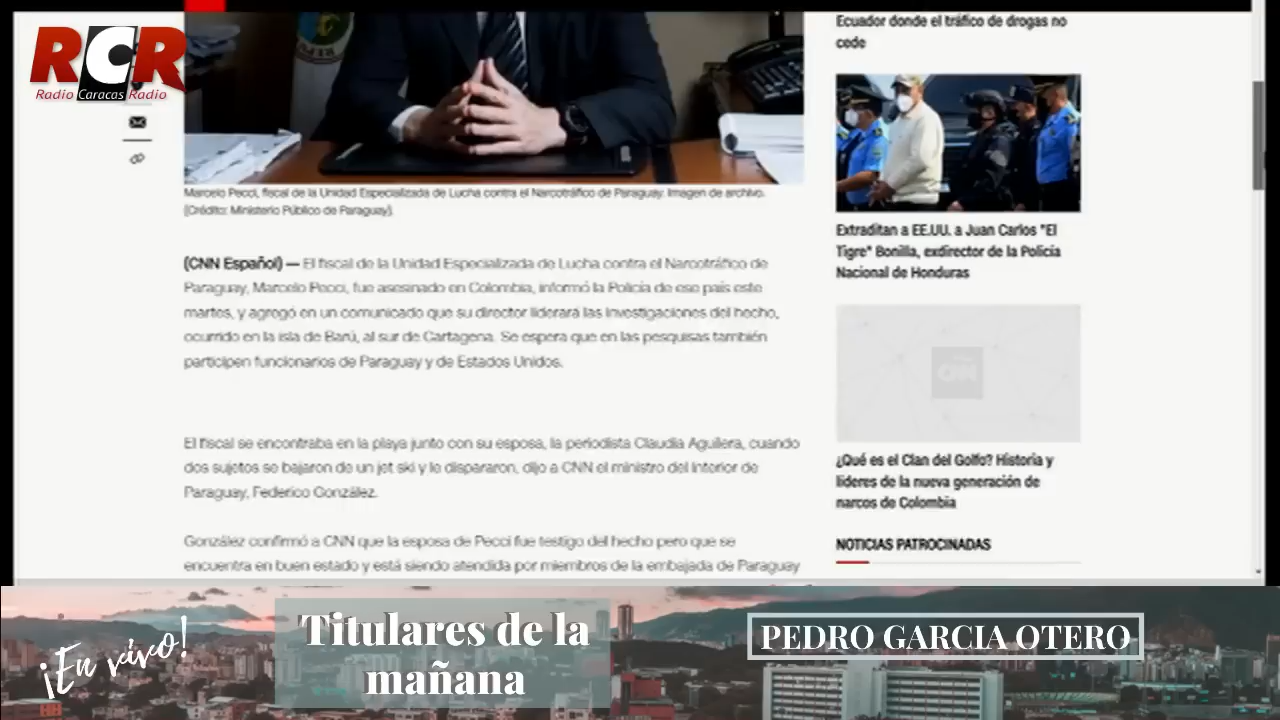 RCR
Radio Caracas Radio
Marcelo Pecci, fiscal de la Unidad Especializada de Lucha contra el Narcotráfico de Paraguay. Imagen de archivo.
(Crédito: Ministerio Público de Paraguay).
(CNN Español) — El fiscal de la Unidad Especializada de Lucha contra el Narcotráfico de
Paraguay, Marcelo Pecci, fue asesinado en Colombia, informó la Policía de ese país este
martes, y agregó en un comunicado que su director liderará las investigaciones del hecho,
ocurrido en la isla de Barú, al sur de Cartagena. Se espera que en las pesquisas también
participen funcionarios de Paraguay y de Estados Unidos.
El fiscal se encontraba en la playa junto con su esposa, la periodista Claudia Aguilera, cuando
dos sujetos se bajaron de un jet ski y le dispararon, dijo a CNN el ministro del Interior de
Paraguay, Federico González.
González confirmó a CNN que la esposa de Pecci fue testigo del hecho pero que se
encuentra en buen estado y está siendo atendida por miembros de la embajada de Paraguay
Ecuador donde el tráfico de drogas no
cede
Extraditan a EE.UU. a Juan Carlos "El
Tigre" Bonilla, exdirector de la Policía
Nacional de Honduras
CNN
¿Qué es el Clan del Golfo? Historia y
líderes de la nueva generación de
narcos de Colombia
NOTICIAS PATROCINADAS
¡En vivo!
Titulares de la
mañana
PEDRO GARCIA OTERO